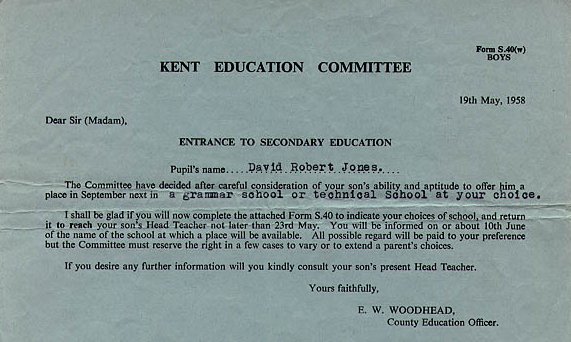 Form S.40(w)
BOYS
KENT EDUCATION COMMITTEE
19th May, 1958
Dear Sir (Madam),
ENTRANCE TO SECONDARY EDUCATION
Pupil's name.....David Robert Jones.....
The Committee have decided after careful consideration of your son's ability and aptitude to offer him a
place in September next in a grammar school or technical School at your choice.
I shall be glad if you will now complete the attached Form S.40 to indicate your choices of school, and return
it to reach your son's Head Teacher not later than 23rd May. You will be informed on or about 10th June
of the name of the school at which a place will be available. All possible regard will be paid to your preference
but the Committee must reserve the right in a few cases to vary or to extend a parent's choices.
If you desire any further information will you kindly consult your son's present Head Teacher.
Yours faithfully,
E. W. WOODHEAD,
County Education Officer.